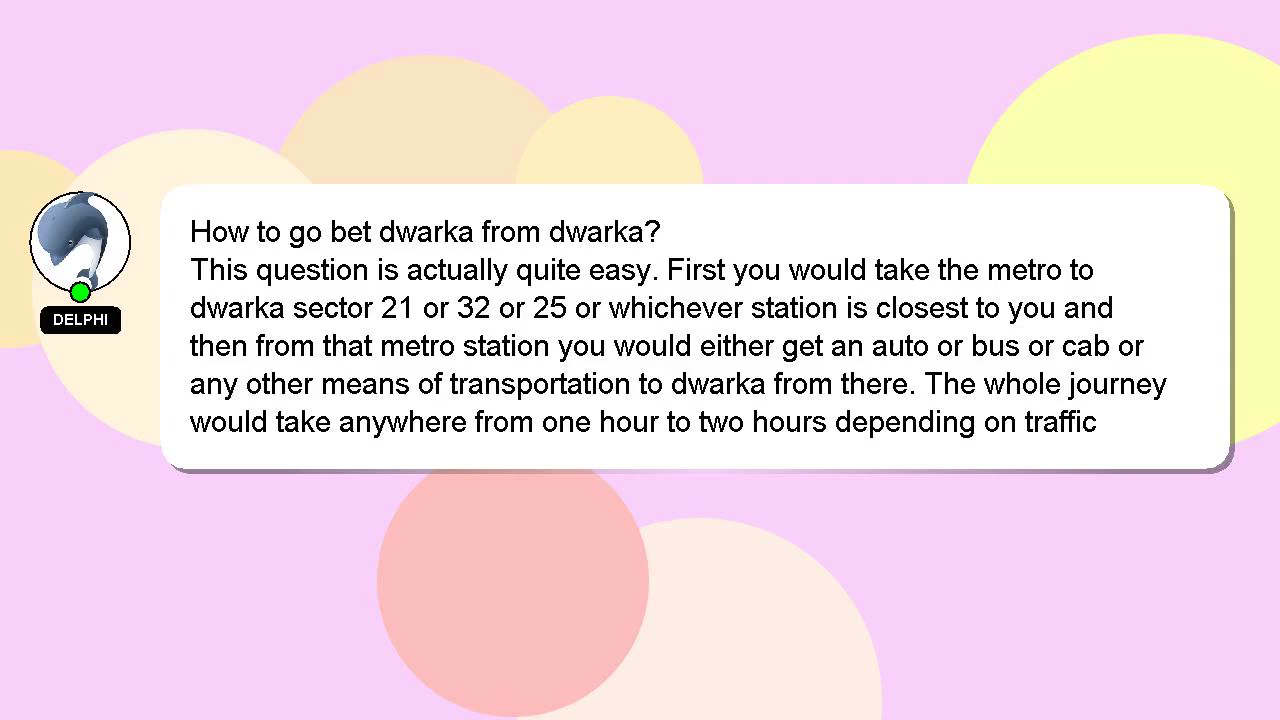 How to go bet dwarka from dwarka?
This question is actually quite easy. First you would take the metro to
dwarka sector 21 or 32 or 25 or whichever station is closest to you and
then from that metro station you would either get an auto or bus or cab or
any other means of transportation to dwarka from there. The whole journey
would take anywhere from one hour to two hours depending on traffic
DELPHI